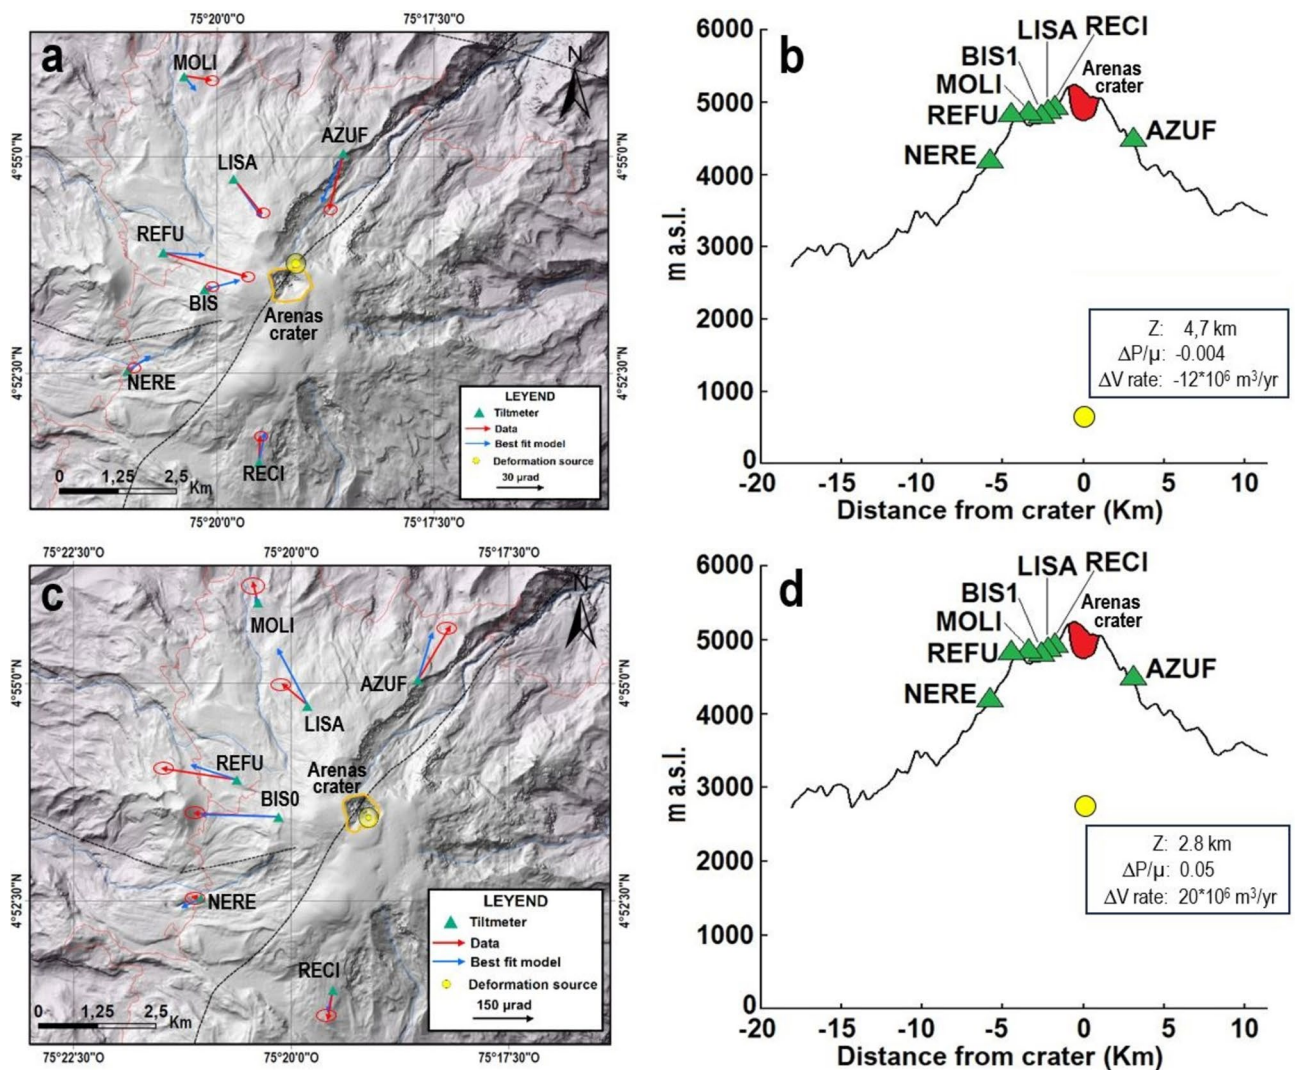 75°20'0"O 75°17'30"O
a
N
MOLI
AZUF
LISA
4°55'0"N
4°55'0"N
REFU
BIS
Arenas
crater
4°52'30"N
4°52'30"N
NERE
RECI
LEYEND
Tiltmeter
Data
Best fit model
Deformation source
30 µrad
0 1,25 2,5
Km
75°20'0"O 75°17'30"O
b
6000
5000
4000
3000
2000
1000
0
m a.s.l.
LISA
RECI
BIS1
MOLI
REFU
NERE
Arenas
crater
AZUF
Z: 4,7 km
ΔP/µ: -0.004
ΔV rate: -12*10⁶ m³/yr
-20 -15 -10 -5 0 5 10
Distance from crater (Km)
75°22'30"O 75°20'0"O 75°17'30"O
c
N
MOLI
AZUF
4°55'0"N
4°55'0"N
LISA
REFU
Arenas
crater
BIS0
NERE
4°52'30"N
4°52'30"N
RECI
LEYEND
Tiltmeter
Data
Best fit model
Deformation source
150 µrad
0 1,25 2,5
Km
75°22'30"O 75°20'0"O 75°17'30"O
d
6000
5000
4000
3000
2000
1000
0
m a.s.l.
LISA
RECI
BIS1
MOLI
REFU
NERE
Arenas
crater
AZUF
Z: 2.8 km
ΔP/µ: 0.05
ΔV rate: 20*10⁶ m³/yr
-20 -15 -10 -5 0 5 10
Distance from crater (Km)